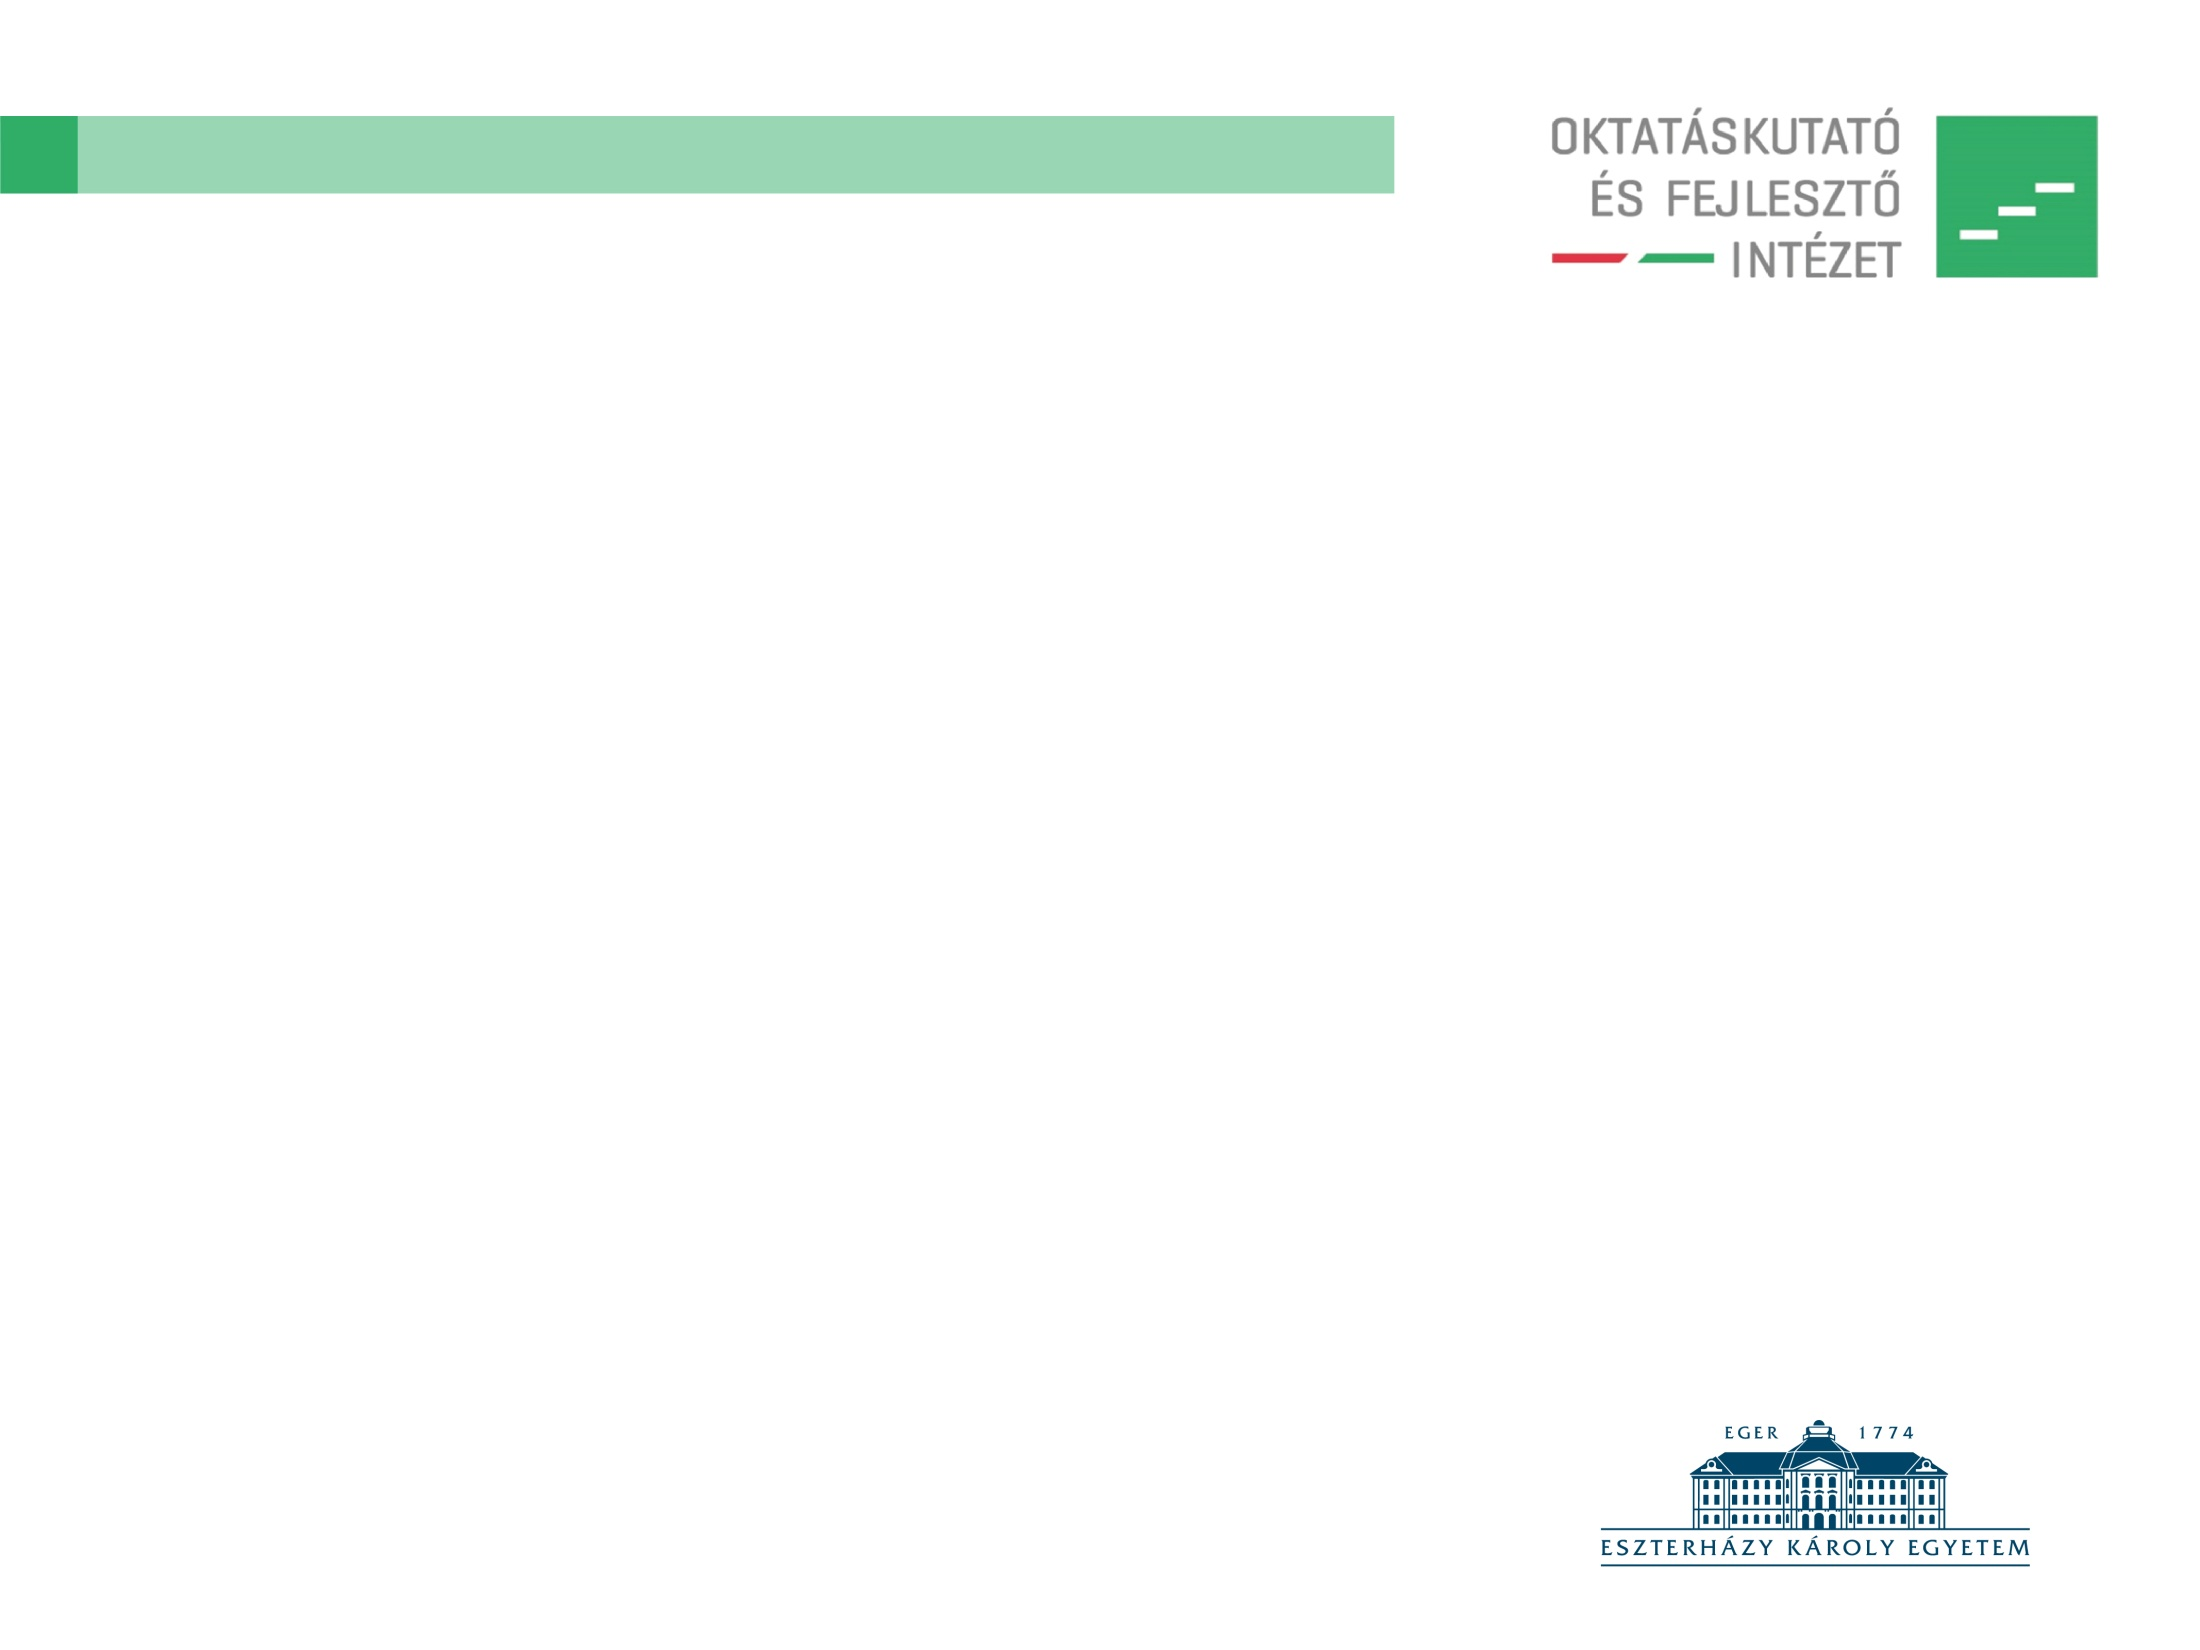 OKTATÁSKUTATÓ
ÉS FEJLESZTŐ
INTÉZET
EGER 1774
ESZTERHÁZY KÁROLY EGYETEM